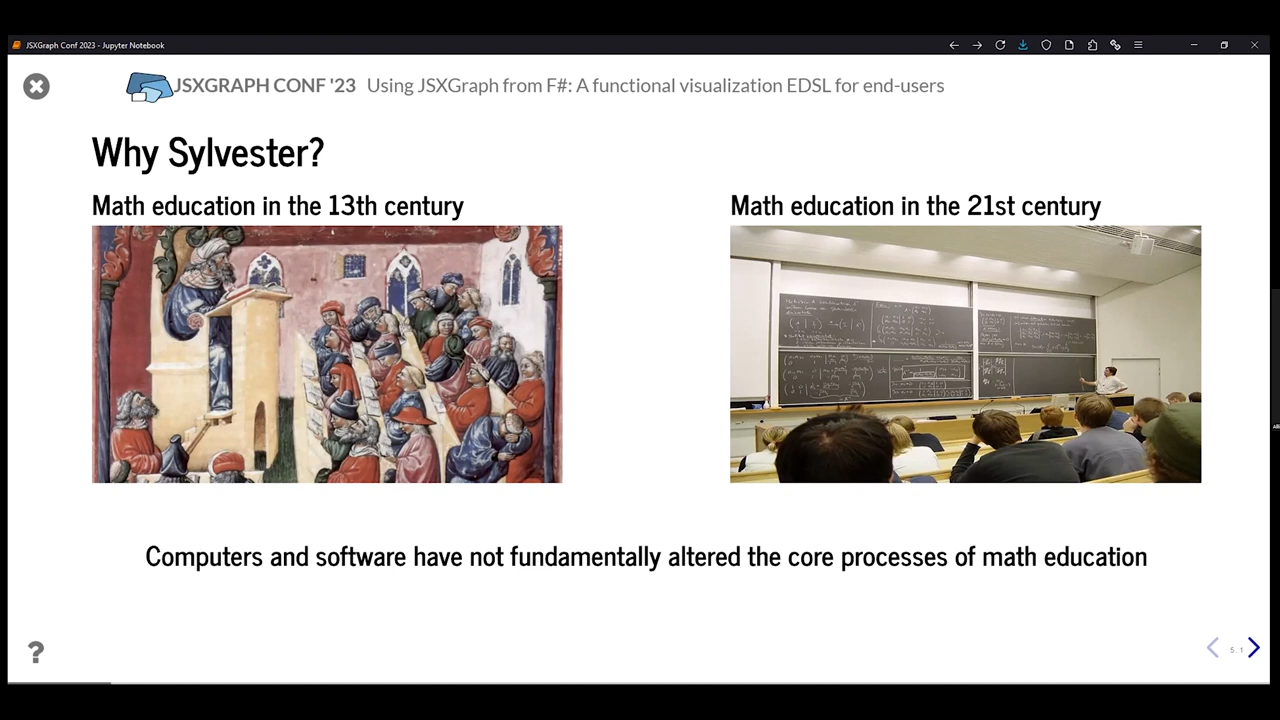 JSXGraph Conf 2023 - Jupyter Notebook
JSXGRAPH CONF '23 Using JSXGraph from F#: A functional visualization EDSL for end-users
Why Sylvester?
Math education in the 13th century
Math education in the 21st century
Computers and software have not fundamentally altered the core processes of math education
?
5.1